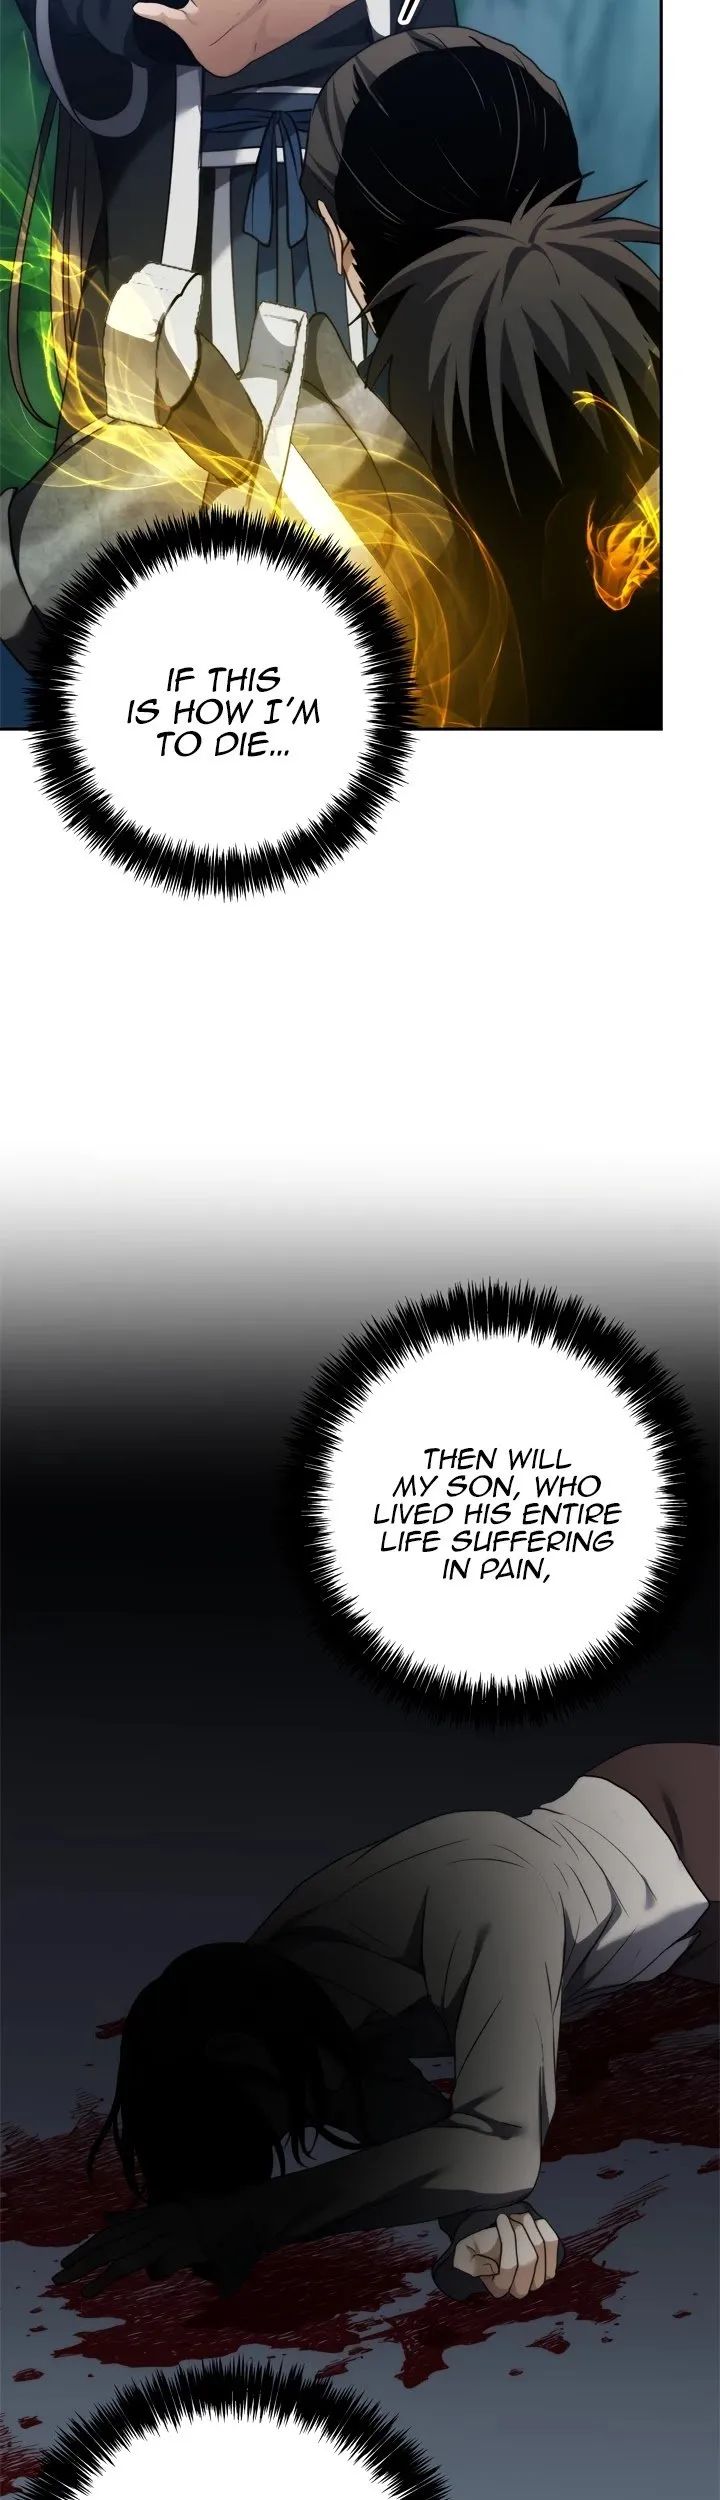 IF THIS
IS HOW I'M
TO DIE...
THEN WILL
MY SON, WHO
LIVED HIS ENTIRE
LIFE SUFFERING
IN PAIN,